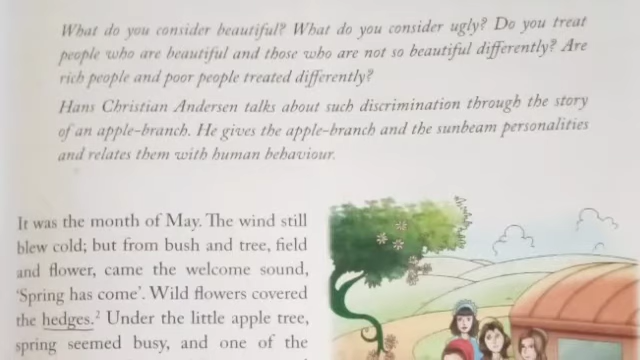 What do you consider beautiful? What do you consider ugly? Do you treat
people who are beautiful and those who are not so beautiful differently? Are
rich people and poor people treated differently?
Hans Christian Andersen talks about such discrimination through the story
of an apple-branch. He gives the apple-branch and the sunbeam personalities
and relates them with human behaviour.
It was the month of May. The wind still
blew cold; but from bush and tree, field
and flower, came the welcome sound,
‘Spring has come’. Wild flowers covered
the hedges.² Under the little apple tree,
spring seemed busy, and one of the